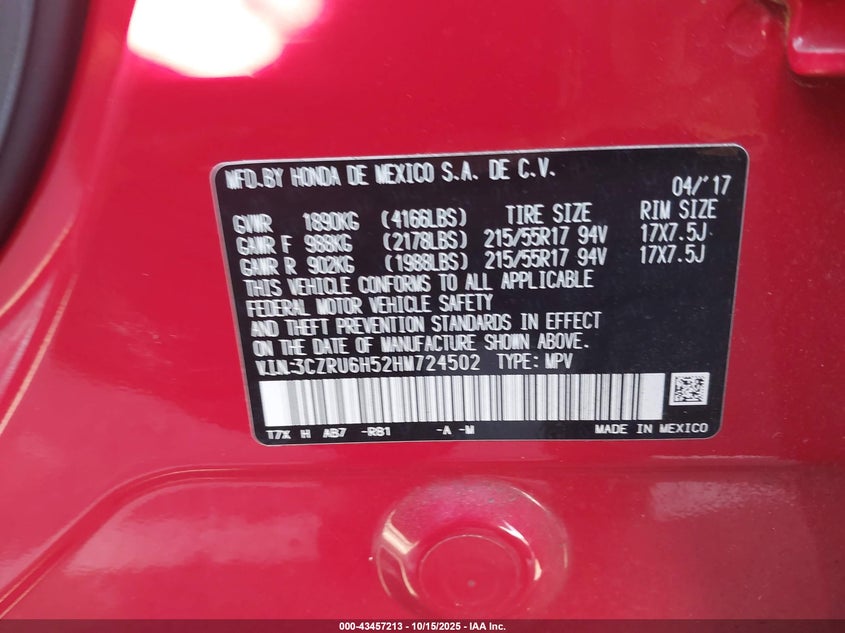 MFD. BY HONDA DE MEXICO S.A. DE C.V. 04/'17
GVWR 1890KG (4166LBS) TIRE SIZE RIM SIZE
GAWR F 988KG (2178LBS) 215/55R17 94V 17X7.5J
GAWR R 902KG (1988LBS) 215/55R17 94V 17X7.5J
THIS VEHICLE CONFORMS TO ALL APPLICABLE
FEDERAL MOTOR VEHICLE SAFETY
AND THEFT PREVENTION STANDARDS IN EFFECT
ON THE DATE OF MANUFACTURE SHOWN ABOVE.
V.I.N:3CZRU6H52HM724502 TYPE: MPV
T7X H AB7 -R81 -A -M MADE IN MEXICO
000-43457213 - 10/15/2025 - IAA Inc.